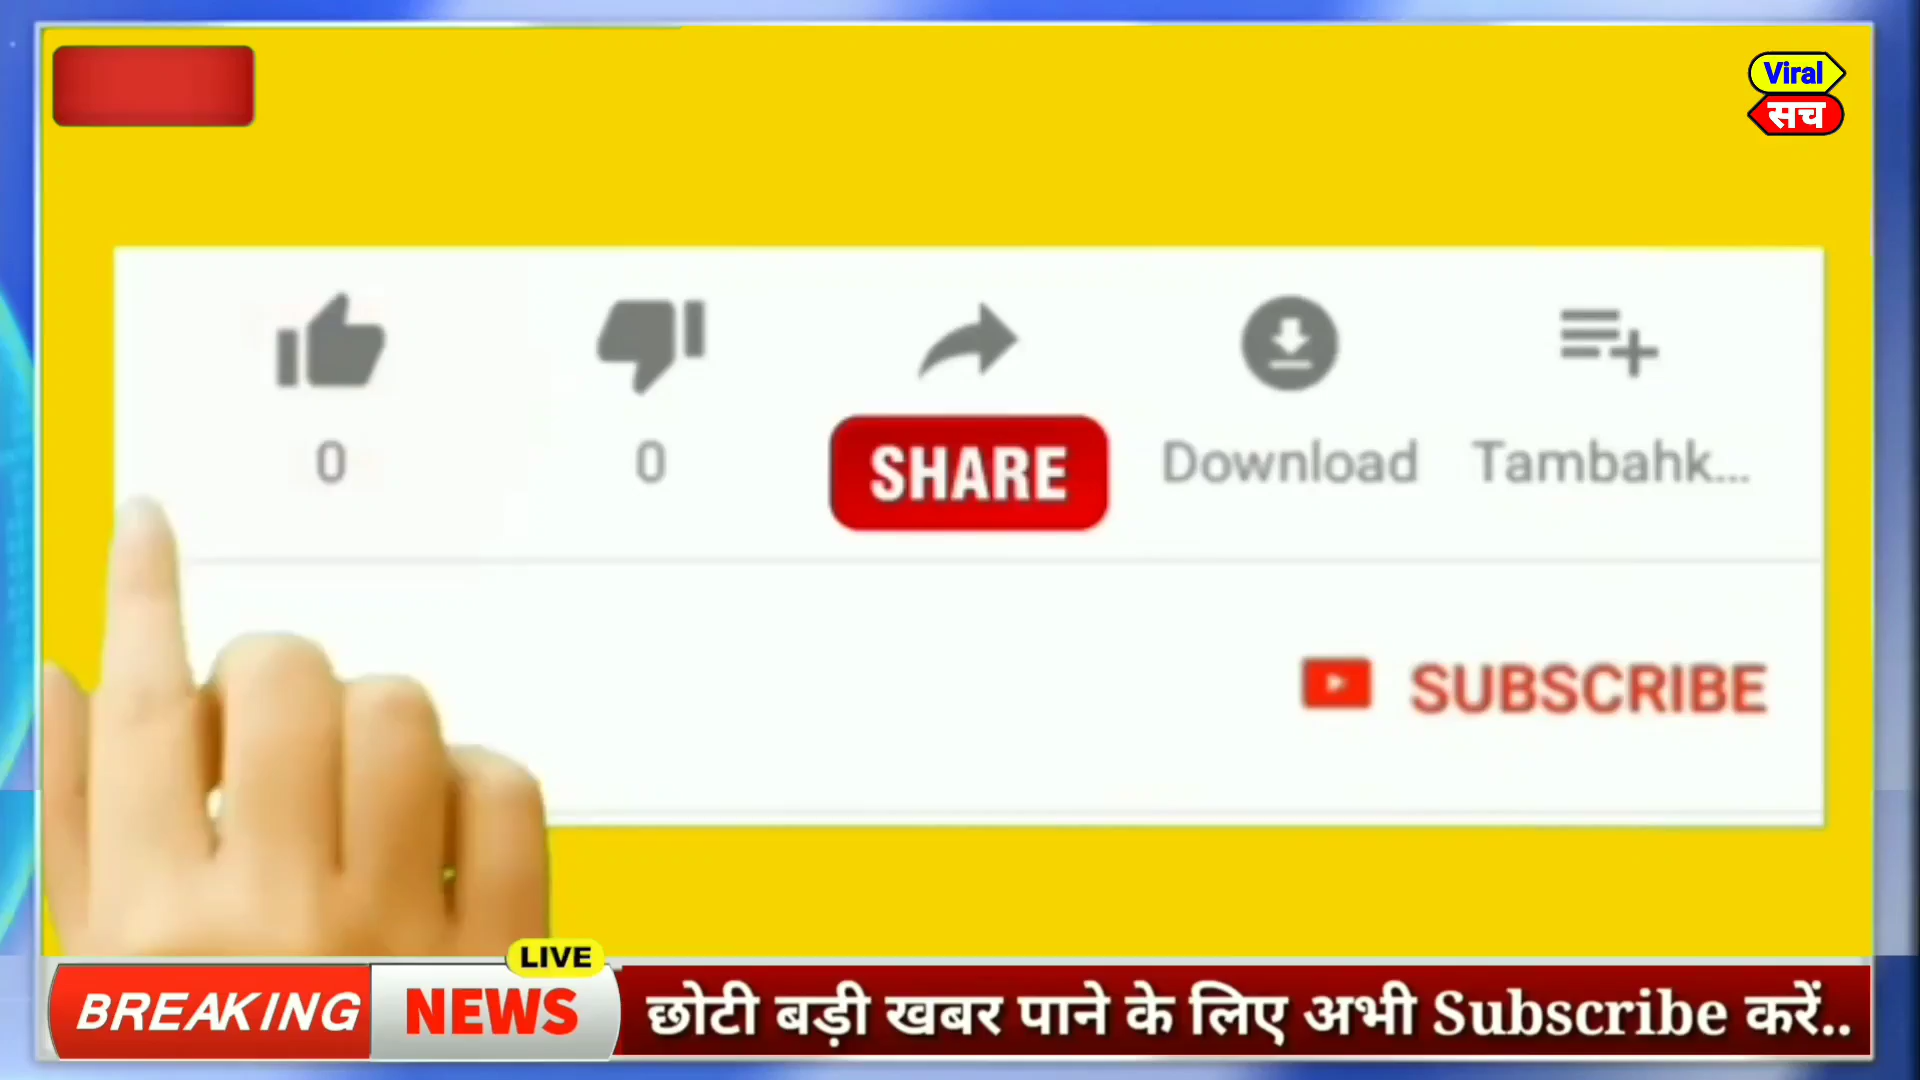 Viral
सच
0 0 SHARE Download Tambahk...
SUBSCRIBE
LIVE
BREAKING NEWS छोटी बड़ी खबर पाने के लिए अभी Subscribe करें..